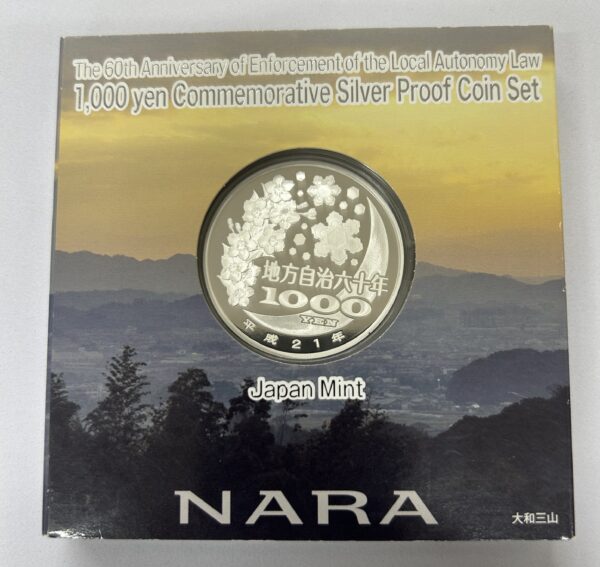 The 60th Anniversary of Enforcement of the Local Autonomy Law
1,000 yen Commemorative Silver Proof Coin Set
地方自治六十年
1000
YEN
平成21年
Japan Mint
NARA
大和三山